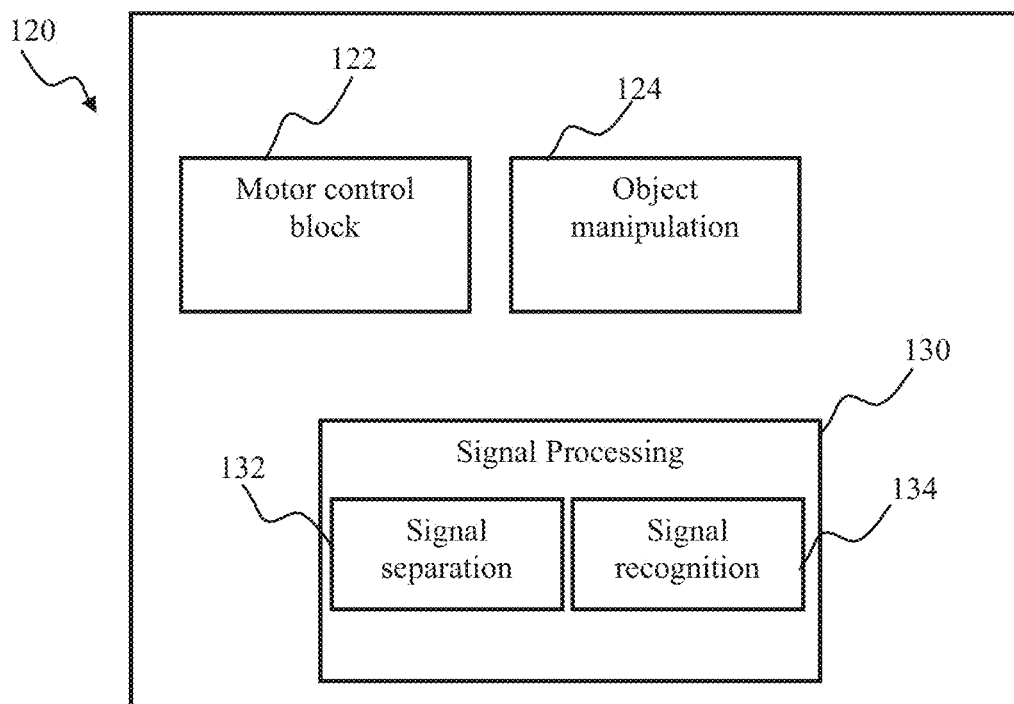 120
122
124
Motor control
block
Object
manipulation
130
Signal Processing
132
134
Signal
separation
Signal
recognition